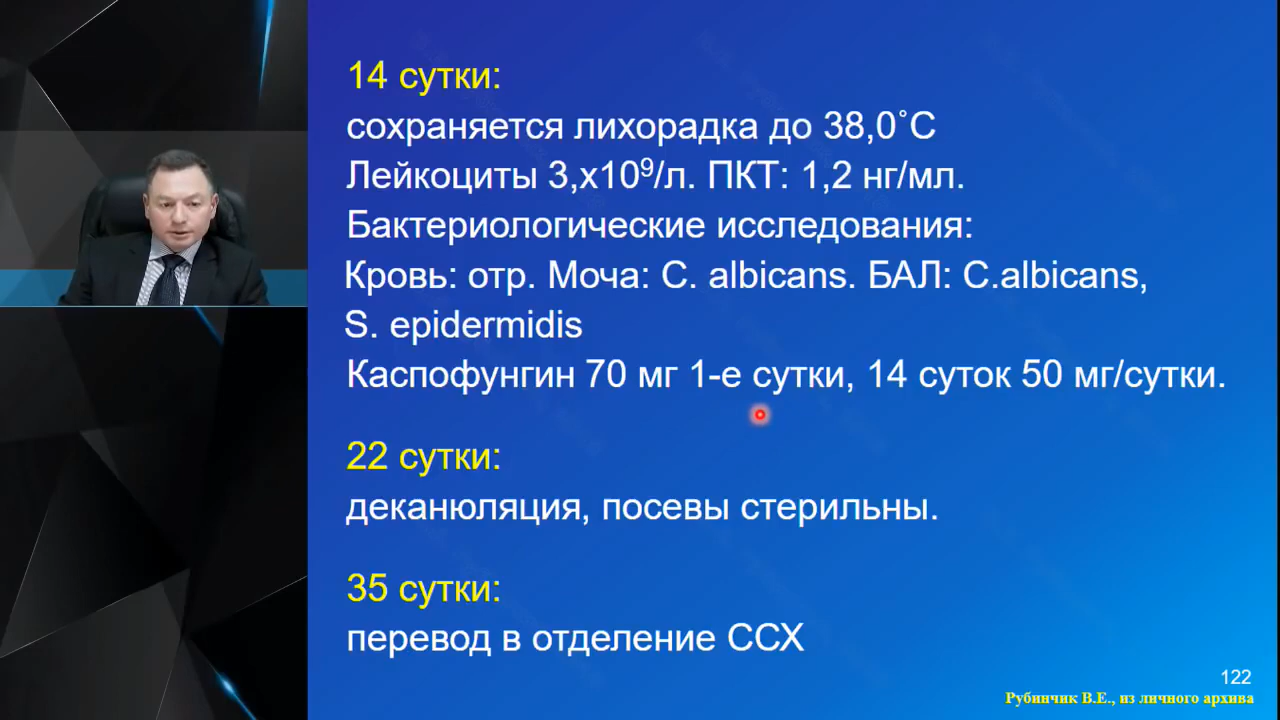 14 сутки:
сохраняется лихорадка до 38,0˚С
Лейкоциты 3,х10⁹/л. ПКТ: 1,2 нг/мл.
Бактериологические исследования:
Кровь: отр. Моча: C. albicans. БАЛ: C.albicans,
S. epidermidis
Каспофунгин 70 мг 1-е сутки, 14 суток 50 мг/сутки.
22 сутки:
деканюляция, посевы стерильны.
35 сутки:
перевод в отделение ССХ
122
Рубинчик В.Е., из личного архива